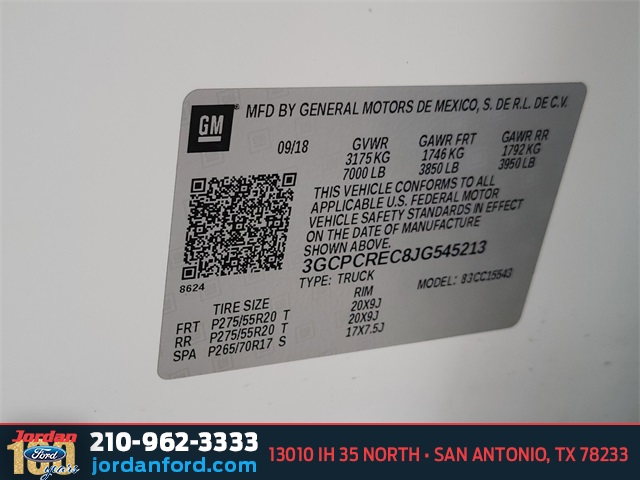 GM
MFD BY GENERAL MOTORS DE MEXICO, S. DE R.L. DE C.V.
09/18 GVWR GAWR FRT GAWR RR
3175 KG 1746 KG 1792 KG
7000 LB 3850 LB 3950 LB
THIS VEHICLE CONFORMS TO ALL
APPLICABLE U.S. FEDERAL MOTOR
VEHICLE SAFETY STANDARDS IN EFFECT
ON THE DATE OF MANUFACTURE
SHOWN ABOVE.
3GCPCREC8JG545213
8624
TYPE: TRUCK MODEL: 83CC15543
TIRE SIZE RIM
FRT P275/55R20 T 20X9J
RR P275/55R20 T 20X9J
SPA P265/70R17 S 17X7.5J
Jordan
Ford
100
years
210-962-3333
jordanford.com
13010 IH 35 NORTH • SAN ANTONIO, TX 78233